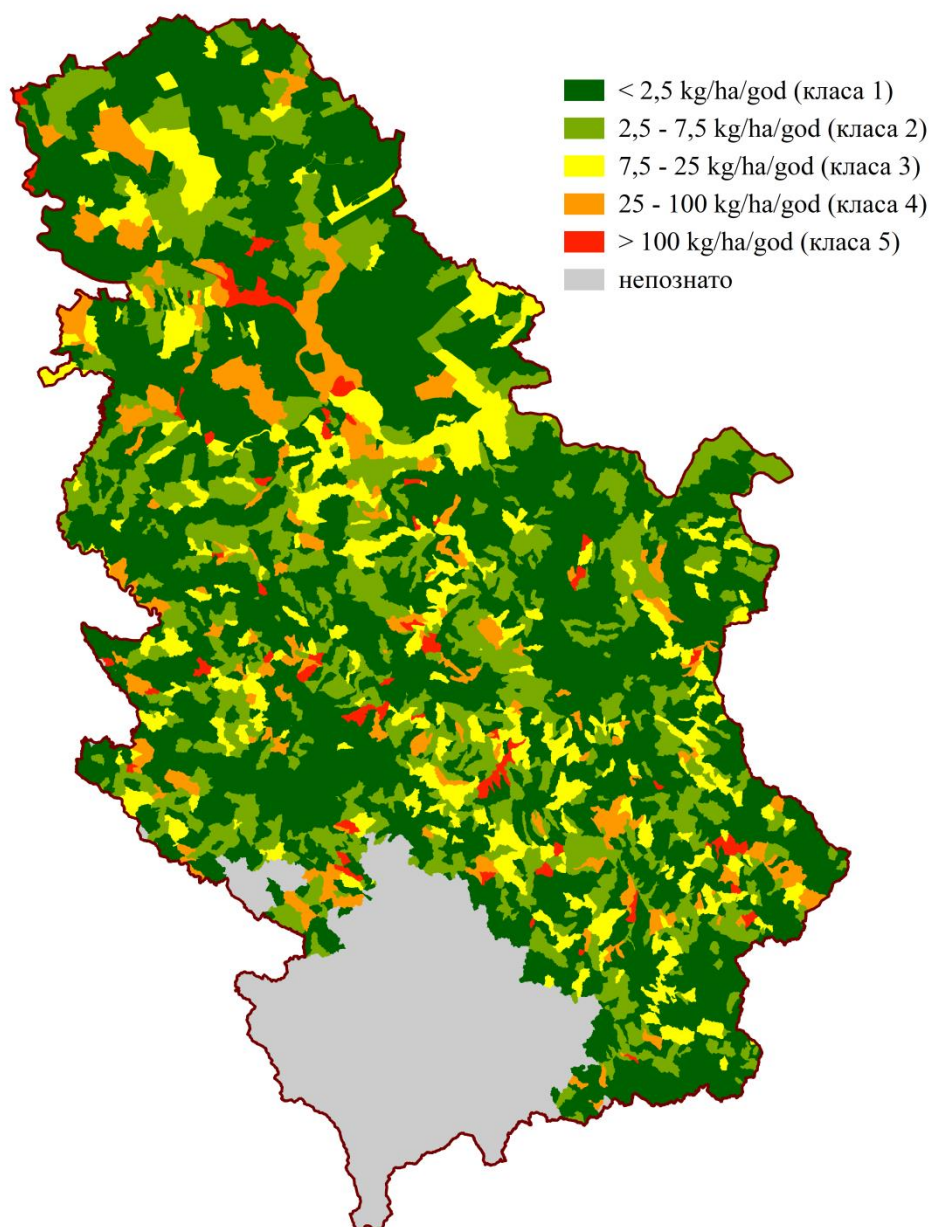 < 2,5 kg/ha/god (класа 1)
2,5 - 7,5 kg/ha/god (класа 2)
7,5 - 25 kg/ha/god (класа 3)
25 - 100 kg/ha/god (класа 4)
> 100 kg/ha/god (класа 5)
непознато